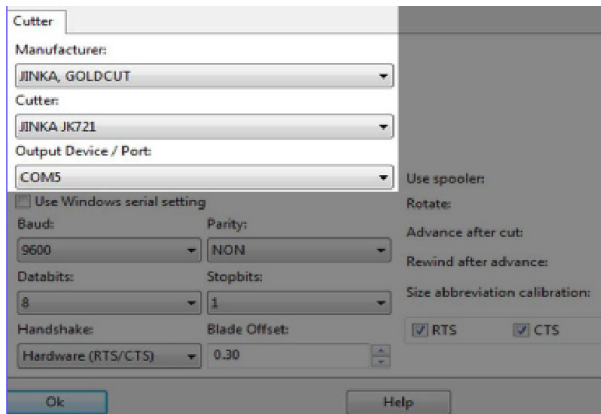 Cutter
Manufacturer:
JINKA, GOLDCUT
Cutter:
JINKA JK721
Output Device / Port:
COM5
Use Windows serial setting
Baud: Parity:
9600 NON
Databits: Stopbits:
8 1
Handshake: Blade Offset:
Hardware (RTS/CTS) 0.30
Use spooler:
Rotate:
Advance after cut:
Rewind after advance:
Size abbreviation calibration:
RTS CTS
Ok Help